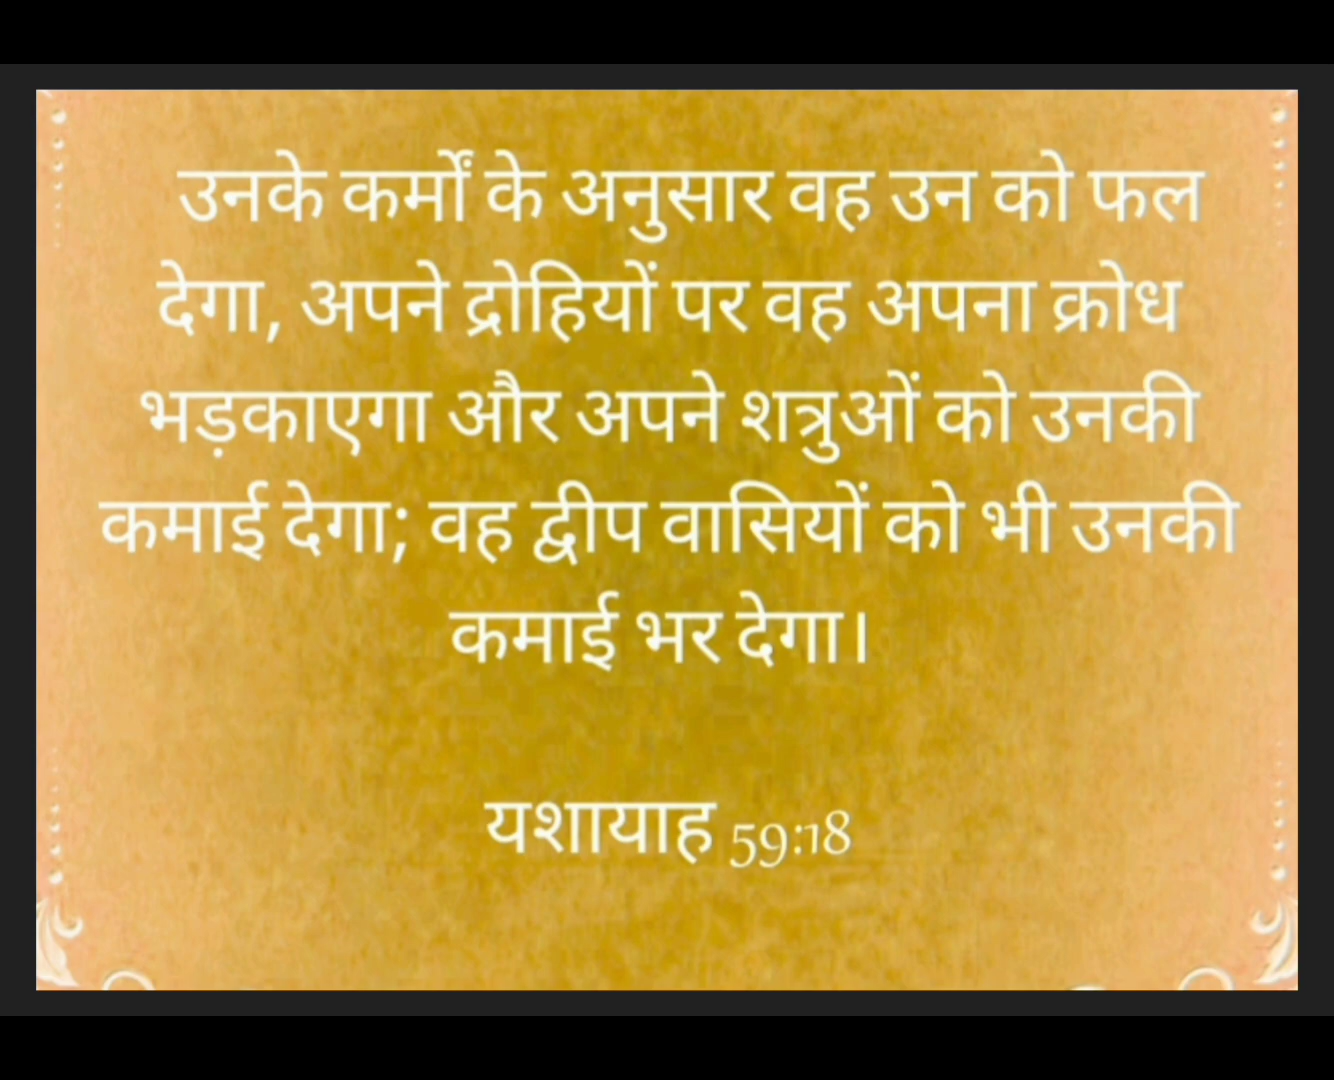 उनके कर्मों के अनुसार वह उन को फल
देगा, अपने द्रोहियों पर वह अपना क्रोध
भड़काएगा और अपने शत्रुओं को उनकी
कमाई देगा; वह द्वीप वासियों को भी उनकी
कमाई भर देगा।
यशायाह 59:18